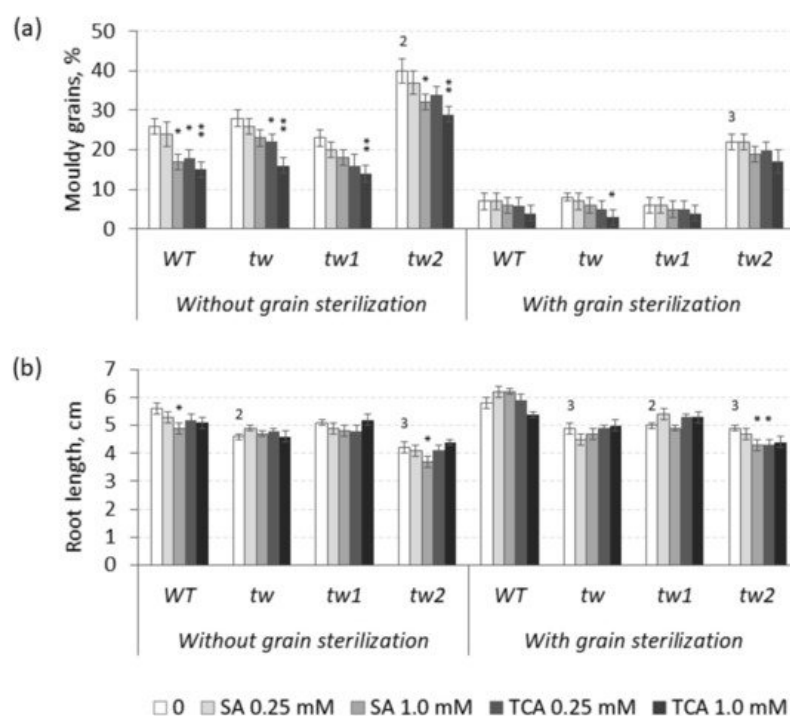 (a)
Mouldy grains, %
50
40
30
20
10
0
* * **
* **
**
2 * **
*
3
WT tw tw1 tw2 WT tw tw1 tw2
Without grain sterilization With grain sterilization
(b)
Root length, cm
7
6
5
4
3
2
1
0
* 2 3 * 3 2 3 * *
WT tw tw1 tw2 WT tw tw1 tw2
Without grain sterilization With grain sterilization
0 SA 0.25 mM SA 1.0 mM TCA 0.25 mM TCA 1.0 mM